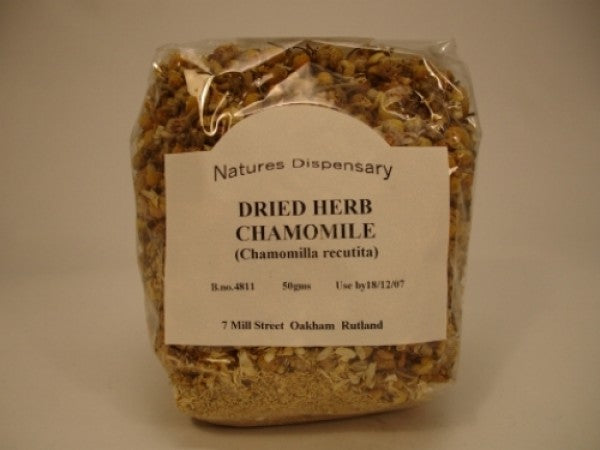 Natures Dispensary
DRIED HERB
CHAMOMILE
(Chamomilla recutita)
B.no.4811 50gms Use by18/12/07
7 Mill Street Oakham Rutland